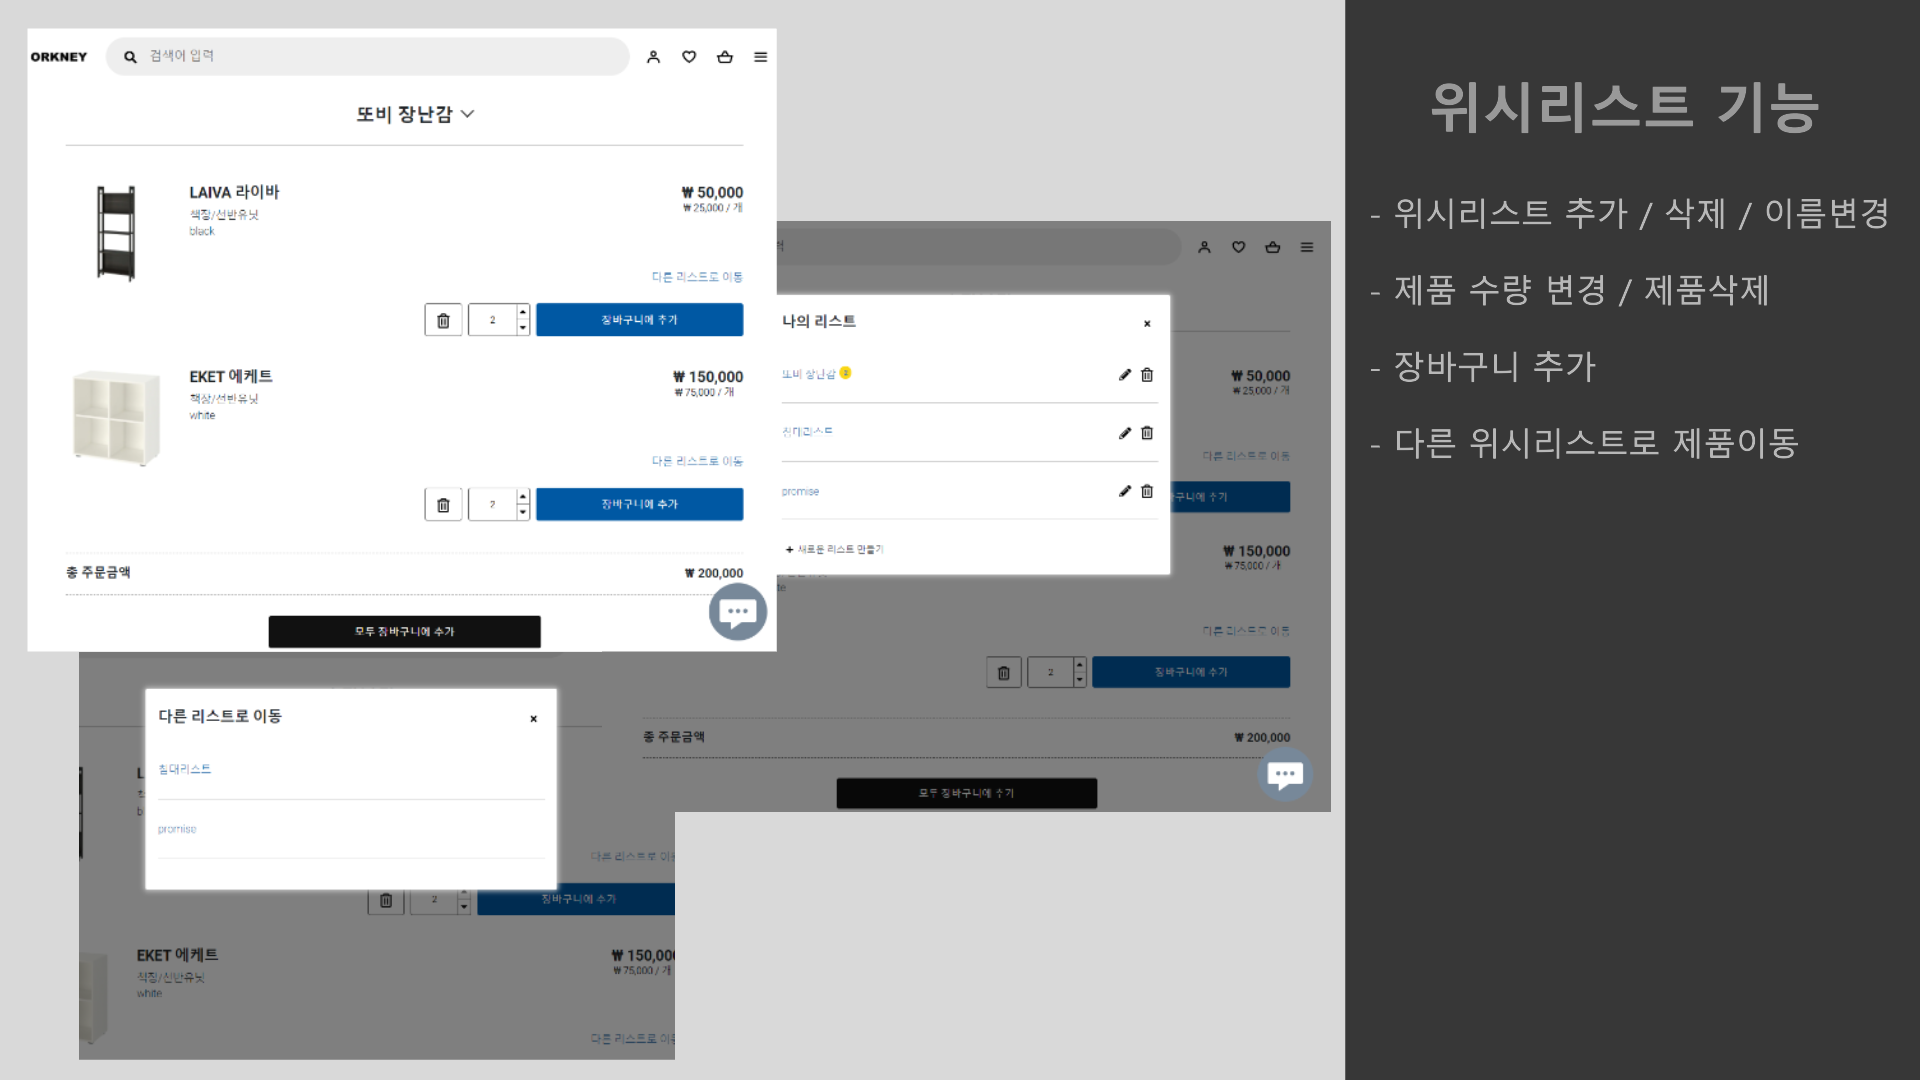 ORKNEY
검색어 입력
또비 장난감
LAIVA 라이바
책장/선반유닛
black
₩ 50,000
₩ 25,000 / 개
다른 리스트로 이동
2
장바구니에 추가
EKET 에케트
책장/선반유닛
white
₩ 150,000
₩ 75,000 / 개
다른 리스트로 이동
2
장바구니에 추가
총 주문금액
₩ 200,000
모두 장바구니에 추가
나의 리스트
또비 장난감 2
침대리스트
promise
+ 새로운 리스트 만들기
₩ 50,000
₩ 25,000 / 개
다른 리스트로 이동
바구니에 추가
₩ 150,000
₩ 75,000 / 개
다른 리스트로 이동
2
장바구니에 추가
총 주문금액
₩ 200,000
모두 장바구니에 추가
다른 리스트로 이동
침대리스트
promise
다른 리스트로 이동
2
장바구니에 추가
EKET 에케트
책장/선반유닛
white
₩ 150,000
₩ 75,000 / 개
다른 리스트로 이동
위시리스트 기능
- 위시리스트 추가 / 삭제 / 이름변경
- 제품 수량 변경 / 제품삭제
- 장바구니 추가
- 다른 위시리스트로 제품이동